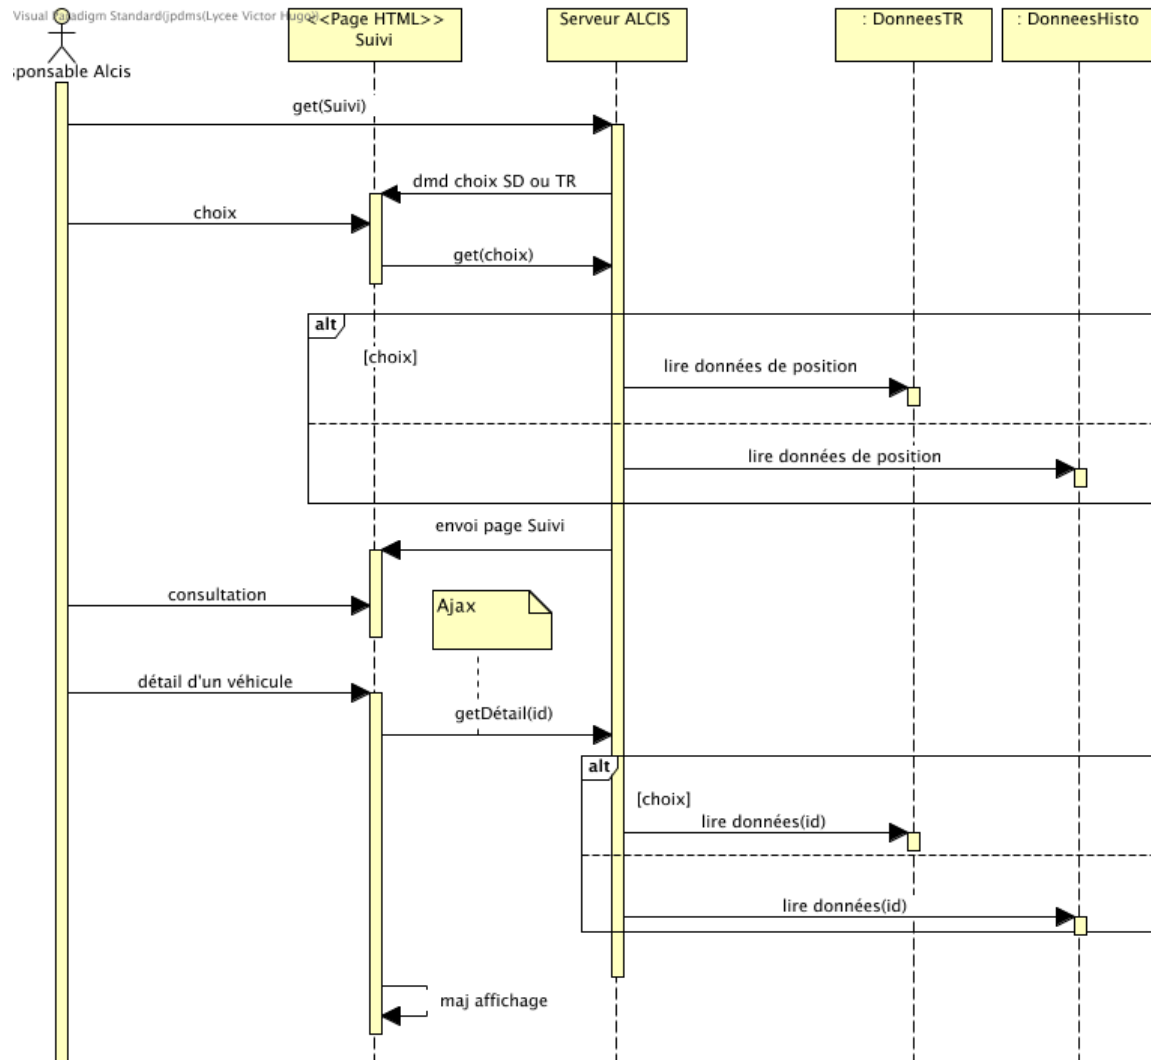 Visual Paradigm Standard(jpdms(Lycee Victor Hugo))
<<Page HTML>>
Suivi
Serveur ALCIS
: DonneesTR
: DonneesHisto
sponsable Alcis
get(Suivi)
dmd choix SD ou TR
choix
get(choix)
alt
[choix]
lire données de position
lire données de position
envoi page Suivi
consultation
Ajax
détail d'un véhicule
getDétail(id)
alt
[choix]
lire données(id)
lire données(id)
maj affichage